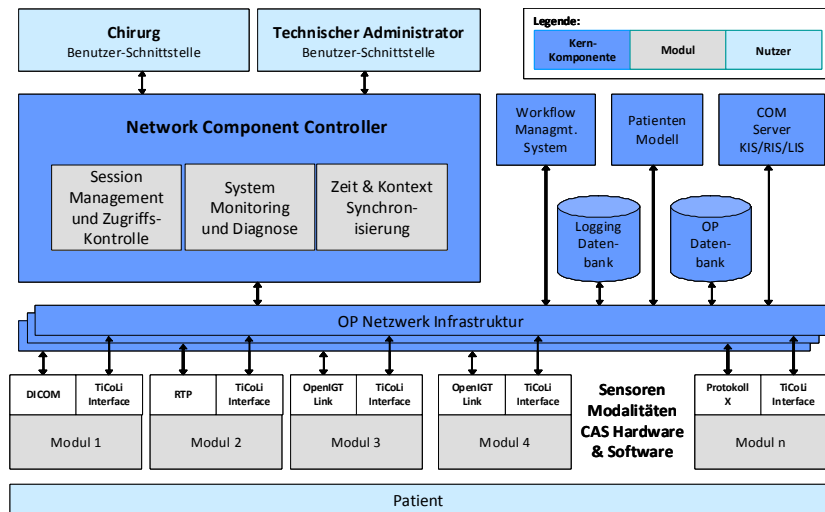 Chirurg
Benutzer-Schnittstelle
Technischer Administrator
Benutzer-Schnittstelle
Legende:
Kern-
Komponente
Modul
Nutzer
Network Component Controller
Session
Management
und Zugriffs-
Kontrolle
System
Monitoring
und Diagnose
Zeit & Kontext
Synchron-
isierung
Workflow
Managmt.
System
Patienten
Modell
COM
Server
KIS/RIS/LIS
Logging
Daten-
bank
OP
Daten-
bank
OP Netzwerk Infrastruktur
DICOM
TiCoLi
Interface
Modul 1
RTP
TiCoLi
Interface
Modul 2
OpenIGT
Link
TiCoLi
Interface
Modul 3
OpenIGT
Link
TiCoLi
Interface
Modul 4
Sensoren
Modalitäten
CAS Hardware
& Software
Protokoll
X
TiCoLi
Interface
Modul n
Patient